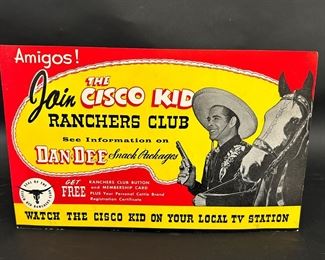 Amigos!
Join THE CISCO KID
RANCHERS CLUB
See Information on
DAN DEE Snack Packages
GET FREE
RANCHERS CLUB BUTTON
and MEMBERSHIP CARD
PLUS Your Personal Cattle Brand
Registration Certificate
WATCH THE CISCO KID ON YOUR LOCAL TV STATION